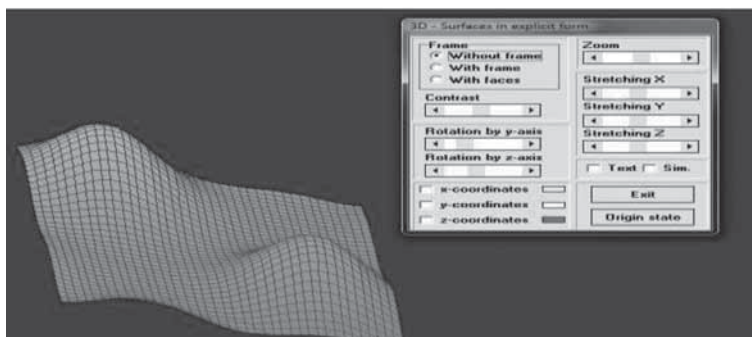 3D - Surfaces in explicit form
Frame
Without frame
With frame
With faces
Contrast
Rotation by y-axis
Rotation by z-axis
x-coordinates
y-coordinates
z-coordinates
Zoom
Stretching X
Stretching Y
Stretching Z
Text Sim.
Exit
Origin state